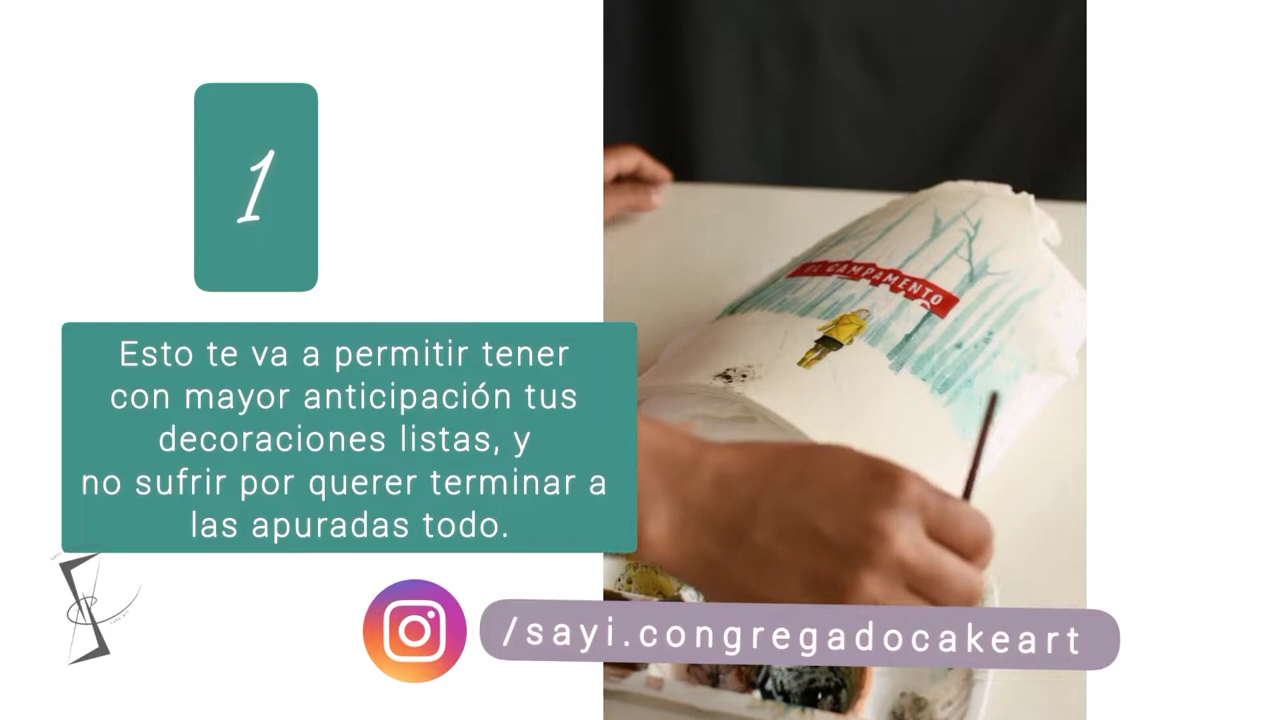 1
EL CAMPAMENTO
Esto te va a permitir tener
con mayor anticipación tus
decoraciones listas, y
no sufrir por querer terminar a
las apuradas todo.
/sayi.congregadocakeart